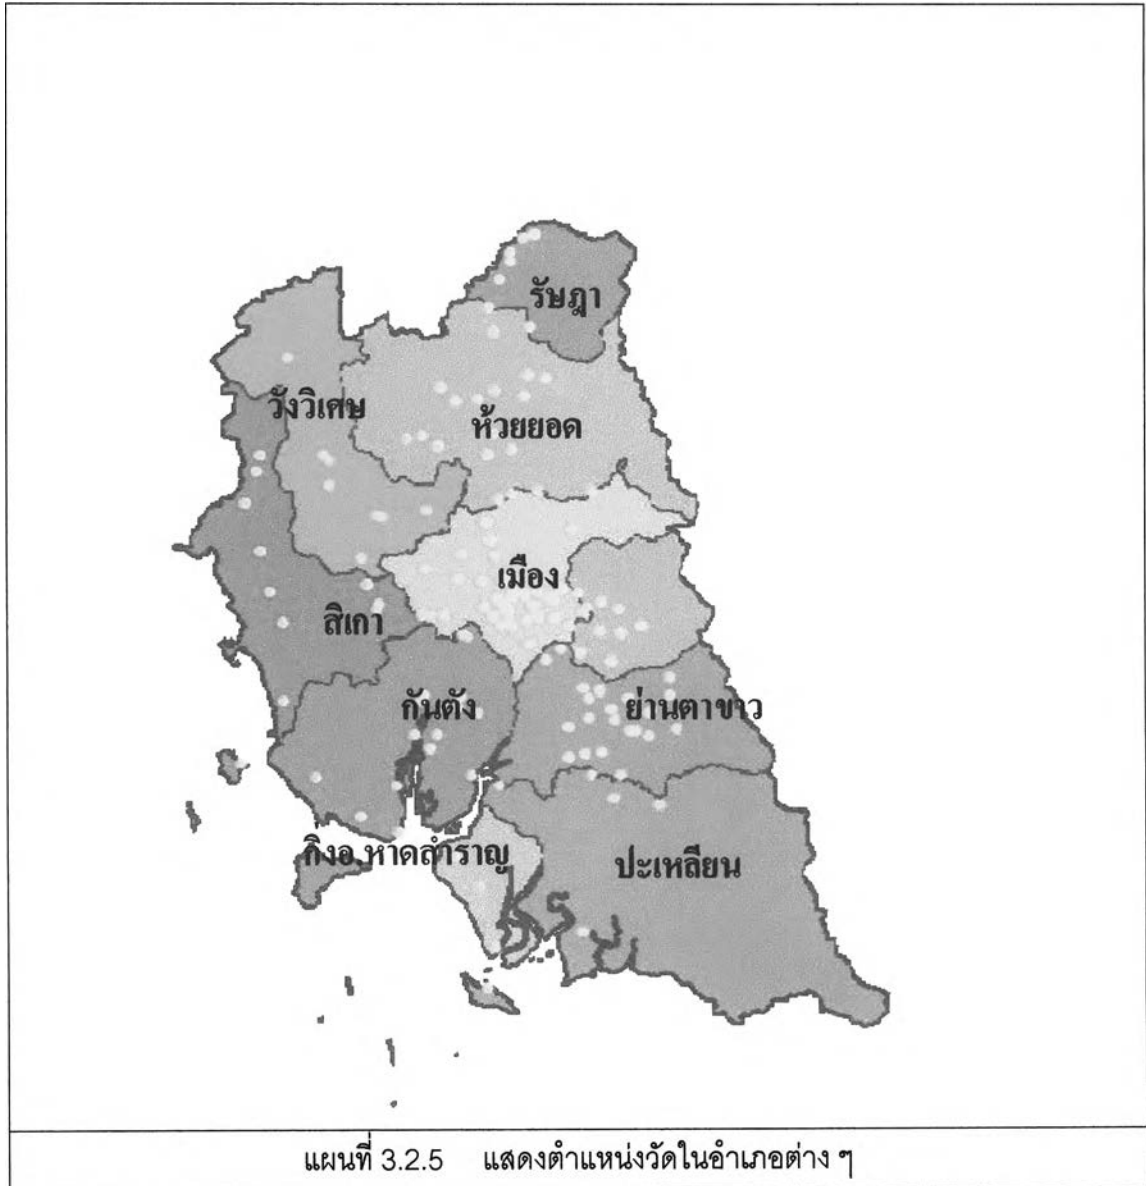 รัษฎา
วังวิเศษ
ห้วยยอด
เมือง
สิเกา
กันตัง
ย่านตาขาว
กิ่งอ.หาดสำราญ
ปะเหลียน
แผนที่ 3.2.5 แสดงตำแหน่งวัดในอำเภอต่าง ๆ